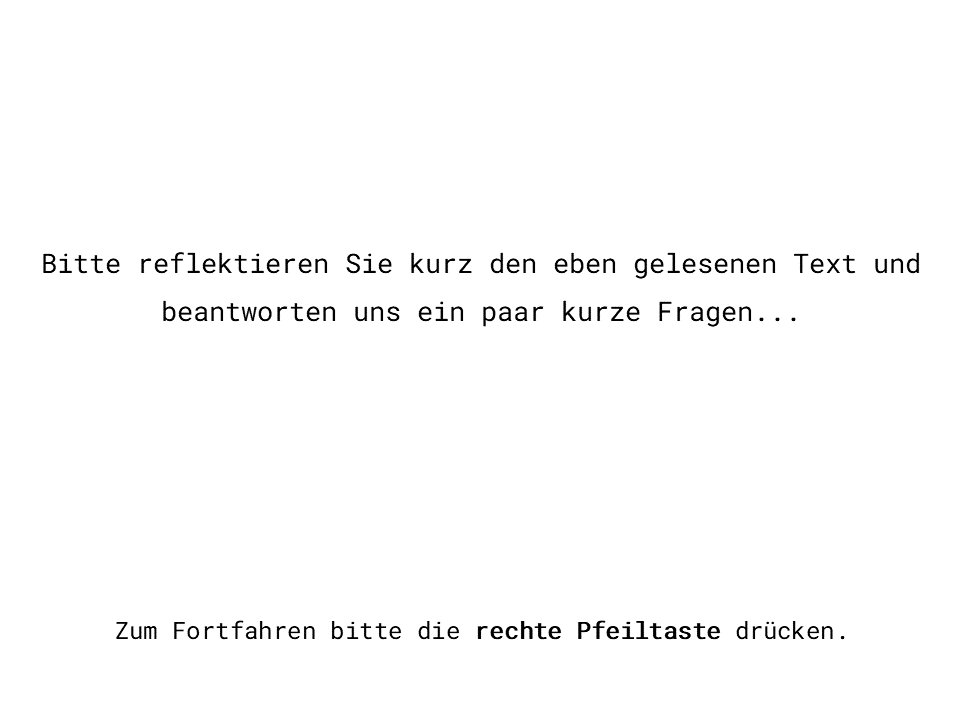 Bitte reflektieren Sie kurz den eben gelesenen Text und
beantworten uns ein paar kurze Fragen...
Zum Fortfahren bitte die rechte Pfeiltaste drücken.